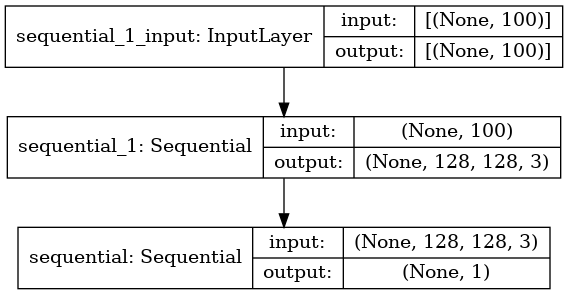 sequential_1_input: InputLayer
input: [(None, 100)]
output: [(None, 100)]
sequential_1: Sequential
input: (None, 100)
output: (None, 128, 128, 3)
sequential: Sequential
input: (None, 128, 128, 3)
output: (None, 1)